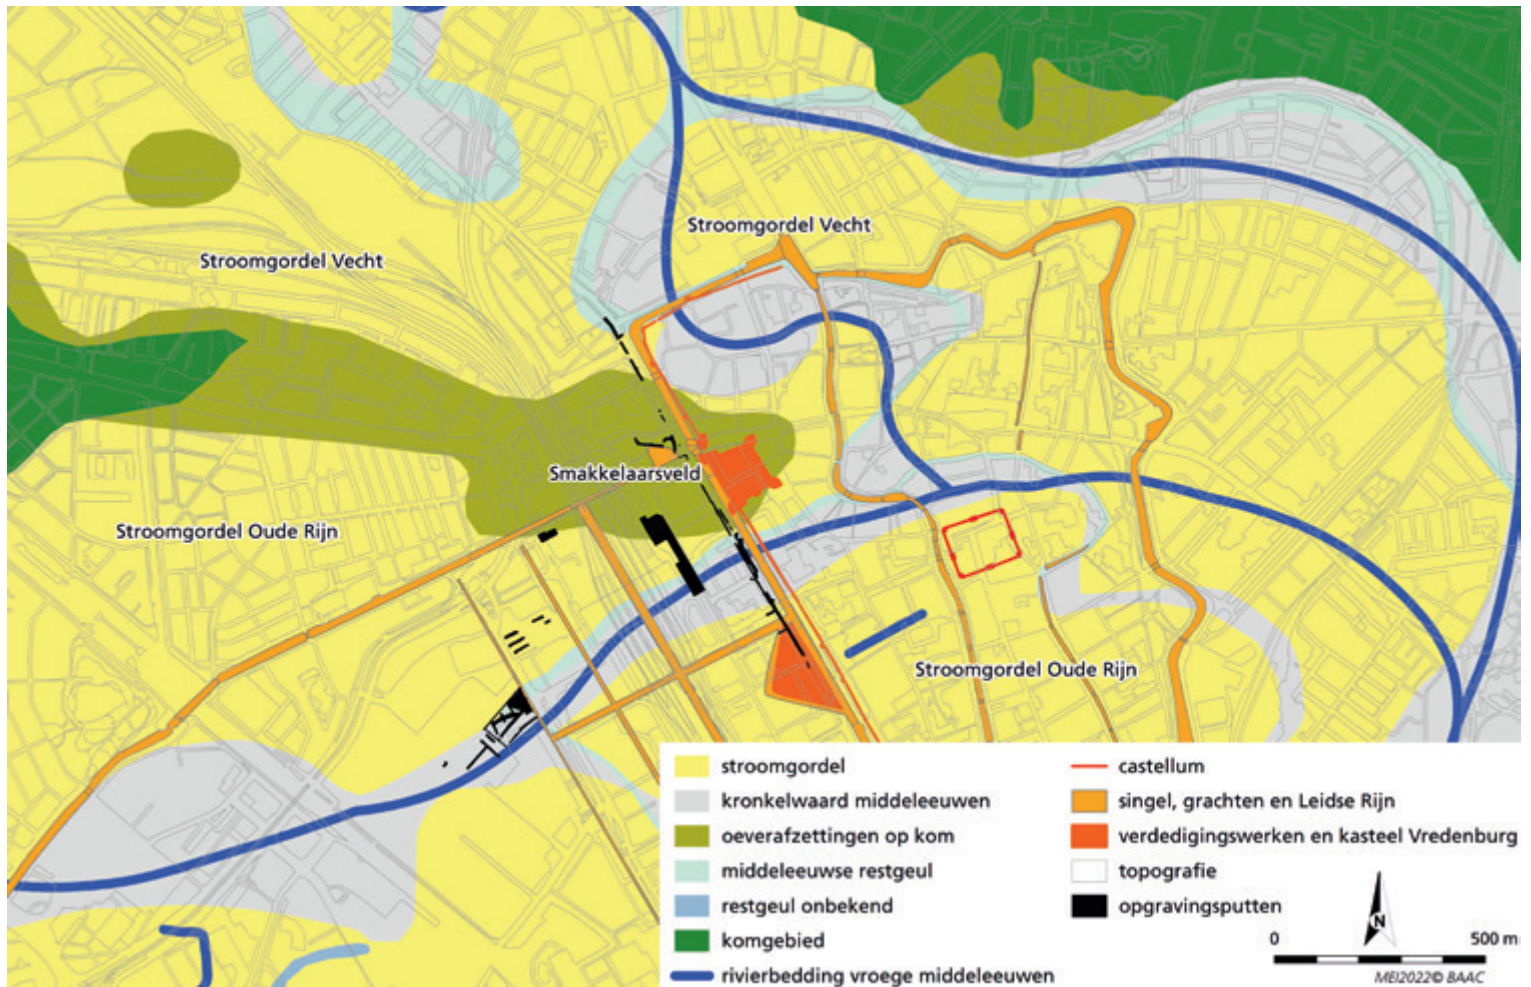 Stroomgordel Vecht
Stroomgordel Vecht
Smakkelaarsveld
Stroomgordel Oude Rijn
Stroomgordel Oude Rijn
stroomgordel
kronkelwaard middeleeuwen
oeverafzettingen op kom
middeleeuwse restgeul
restgeul onbekend
komgebied
rivierbedding vroege middeleeuwen
castellum
singel, grachten en Leidse Rijn
verdedigingswerken en kasteel Vredenburg
topografie
opgravingsputten
N
0 500 m
MEI2022© BAAC